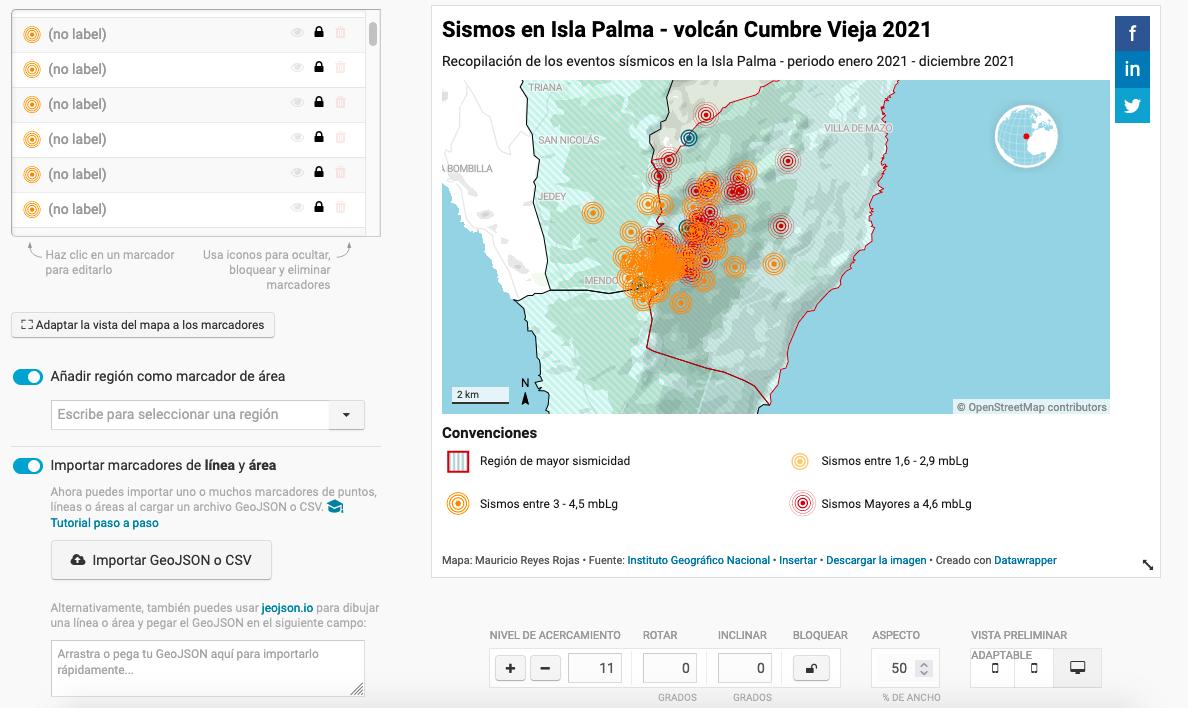 (no label)
(no label)
(no label)
(no label)
(no label)
(no label)
Haz clic en un marcador
para editarlo
Usa iconos para ocultar,
bloquear y eliminar
marcadores
Adaptar la vista del mapa a los marcadores
Añadir región como marcador de área
Escribe para seleccionar una región
Importar marcadores de línea y área
Ahora puedes importar uno o muchos marcadores de puntos,
líneas o áreas al cargar un archivo GeoJSON o CSV.
Tutorial paso a paso
Importar GeoJSON o CSV
Alternativamente, también puedes usar jeojson.io para dibujar
una línea o área y pegar el GeoJSON en el siguiente campo:
Arrastra o pega tu GeoJSON aquí para importarlo
rápidamente...
Sismos en Isla Palma - volcán Cumbre Vieja 2021
Recopilación de los eventos sísmicos en la Isla Palma - periodo enero 2021 - diciembre 2021
f
in
TRIANA
SAN NICOLÁS
VILLA DE MAZO
A BOMBILLA
JEDEY
MENDO
2 km
N
© OpenStreetMap contributors
Convenciones
Región de mayor sismicidad
Sismos entre 1,6 - 2,9 mbLg
Sismos entre 3 - 4,5 mbLg
Sismos Mayores a 4,6 mbLg
Mapa: Mauricio Reyes Rojas • Fuente: Instituto Geográfico Nacional • Insertar • Descargar la imagen • Creado con Datawrapper
NIVEL DE ACERCAMIENTO ROTAR INCLINAR BLOQUEAR ASPECTO VISTA PRELIMINAR
ADAPTABLE
+ − 11 0 0 50
GRADOS GRADOS % DE ANCHO